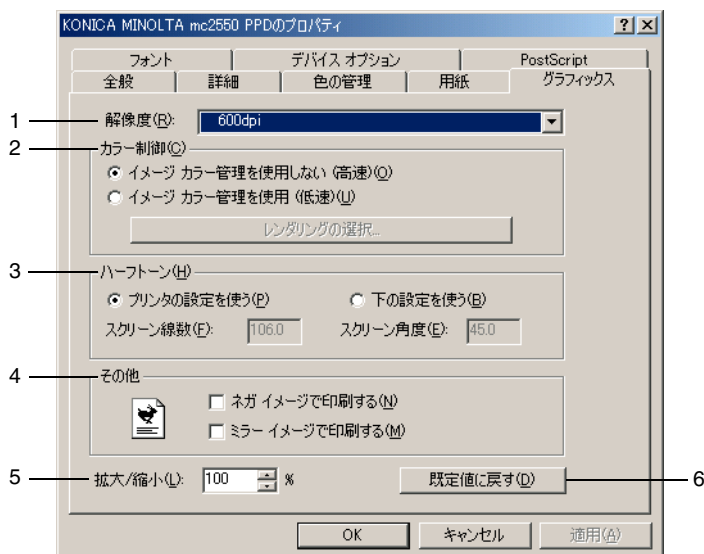 KONICA MINOLTA mc2550 PPDのプロパティ
フォント デバイス オプション PostScript
全般 詳細 色の管理 用紙 グラフィックス
1 解像度(R): 600dpi
2 カラー制御(C)
イメージ カラー管理を使用しない (高速)(O)
イメージ カラー管理を使用 (低速)(U)
レンダリングの選択...
3 ハーフトーン(H)
プリンタの設定を使う(P) 下の設定を使う(B)
スクリーン線数(F): 106.0 スクリーン角度(E): 45.0
4 その他
ネガ イメージで印刷する(N)
ミラー イメージで印刷する(M)
5 拡大/縮小(L): 100 % 既定値に戻す(D) 6
OK キャンセル 適用(A)